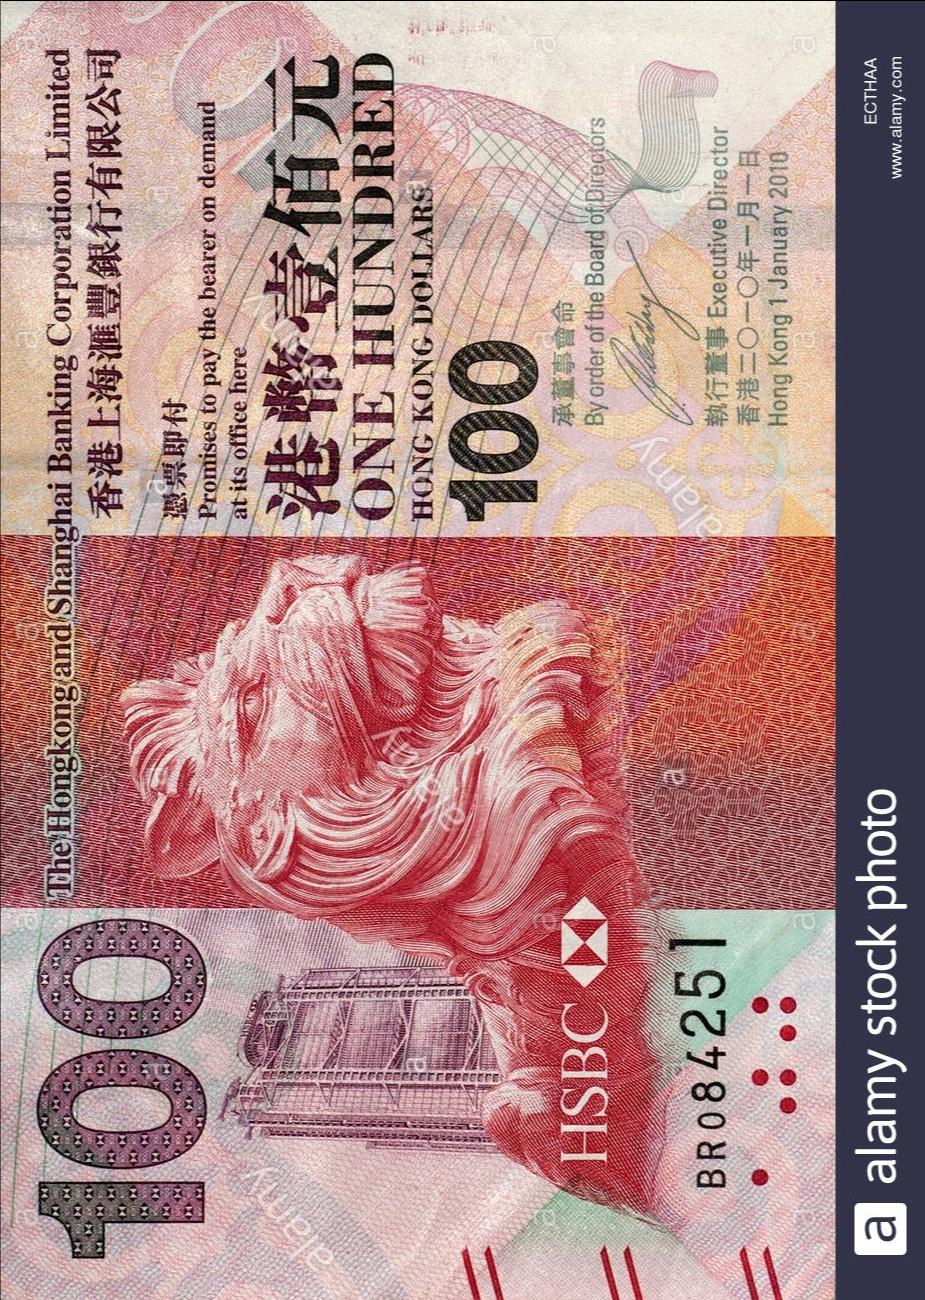 The Hongkong and Shanghai Banking Corporation Limited
香港上海滙豐銀行有限公司
100
憑票即付
Promises to pay the bearer on demand
at its office here
港幣壹佰元
ONE HUNDRED
HONG KONG DOLLARS
100
承董事會命
By order of the Board of Directors
執行董事 Executive Director
香港二〇一〇年一月一日
Hong Kong 1 January 2010
HSBC
BR084251
a alamy stock photo
ECTHAA
www.alamy.com